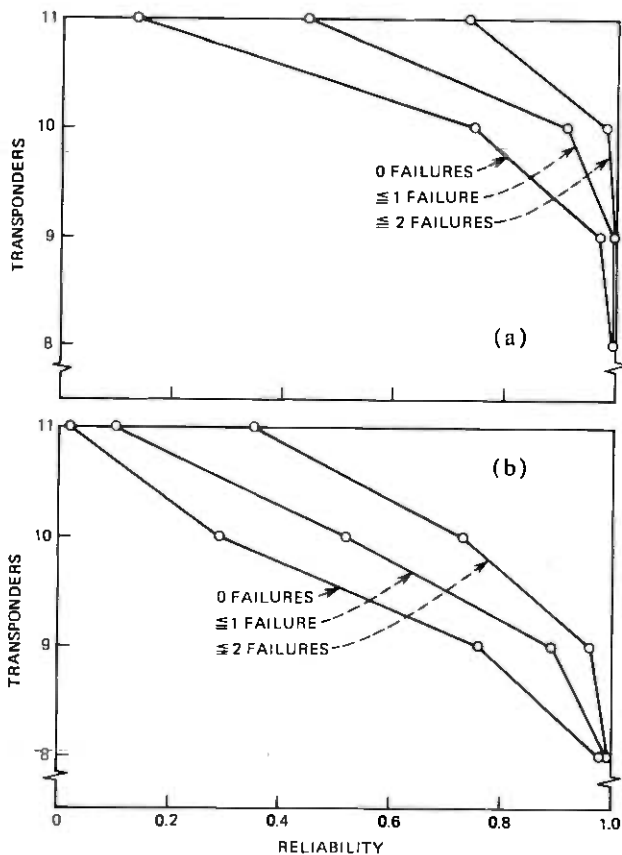 11
10
9
8
TRANSPONDERS
0 FAILURES
≦ 1 FAILURE
≦ 2 FAILURES
(a)
11
10
9
8
TRANSPONDERS
(b)
0 FAILURES
≦1 FAILURE
≦2 FAILURES
0 0.2 0.4 0.6 0.8 1.0
RELIABILITY